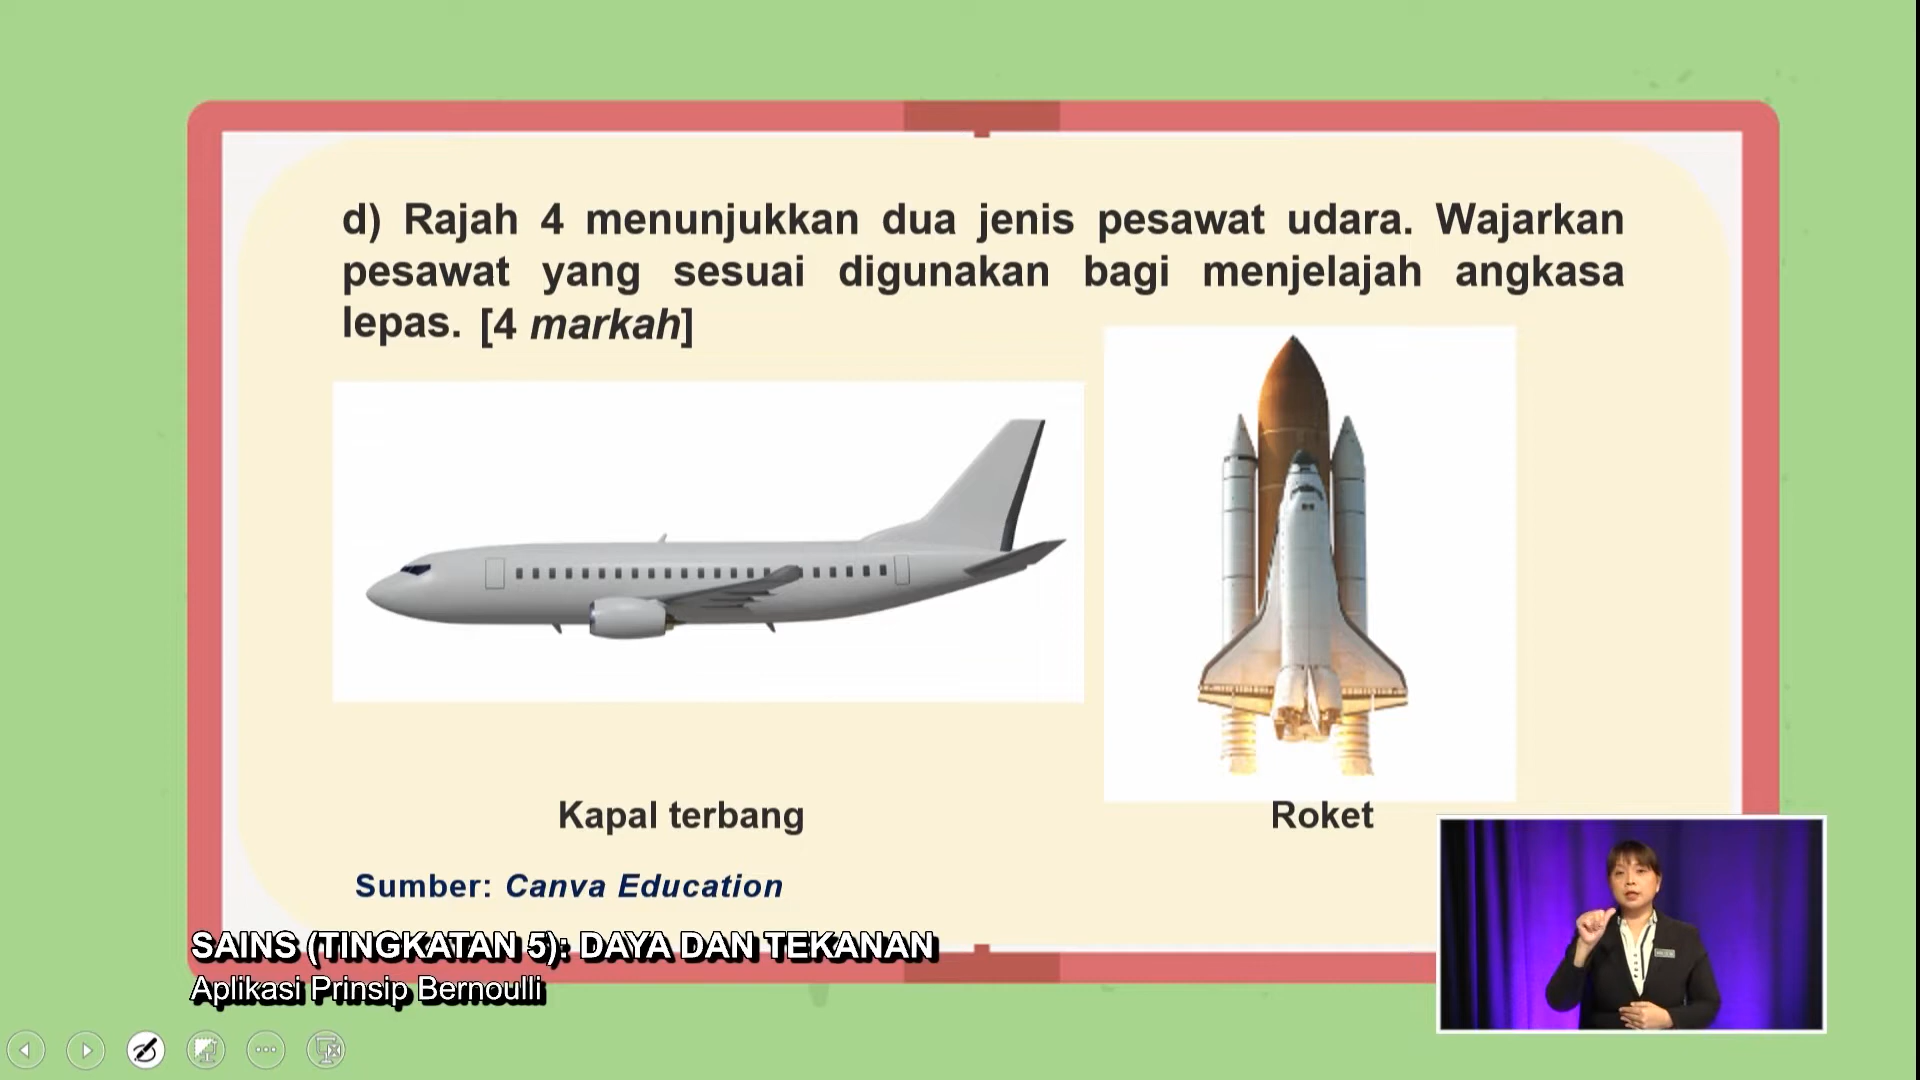 d) Rajah 4 menunjukkan dua jenis pesawat udara. Wajarkan
pesawat yang sesuai digunakan bagi menjelajah angkasa
lepas. [4 markah]
Kapal terbang
Roket
Sumber: Canva Education
SAINS (TINGKATAN 5): DAYA DAN TEKANAN
Aplikasi Prinsip Bernoulli